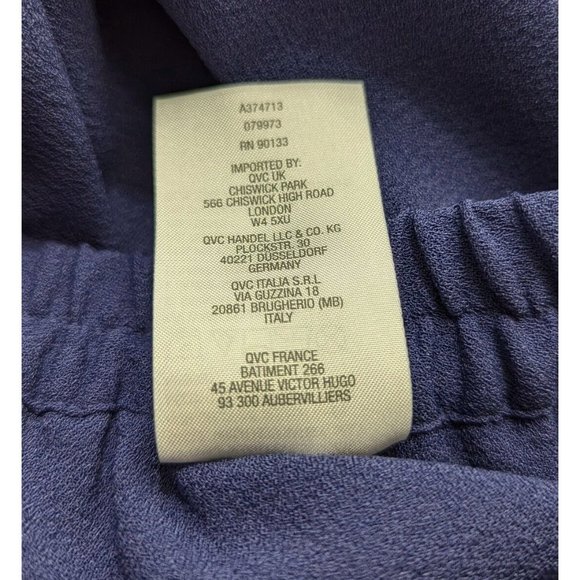 A374713
079973
RN 90133
IMPORTED BY:
QVC UK
CHISWICK PARK
566 CHISWICK HIGH ROAD
LONDON
W4 5XU
QVC HANDEL LLC & CO. KG
PLOCKSTR. 30
40221 DÜSSELDORF
GERMANY
QVC ITALIA S.R.L
VIA GUZZINA 18
20861 BRUGHERIO (MB)
ITALY
QVC FRANCE
BATIMENT 266
45 AVENUE VICTOR HUGO
93 300 AUBERVILLIERS